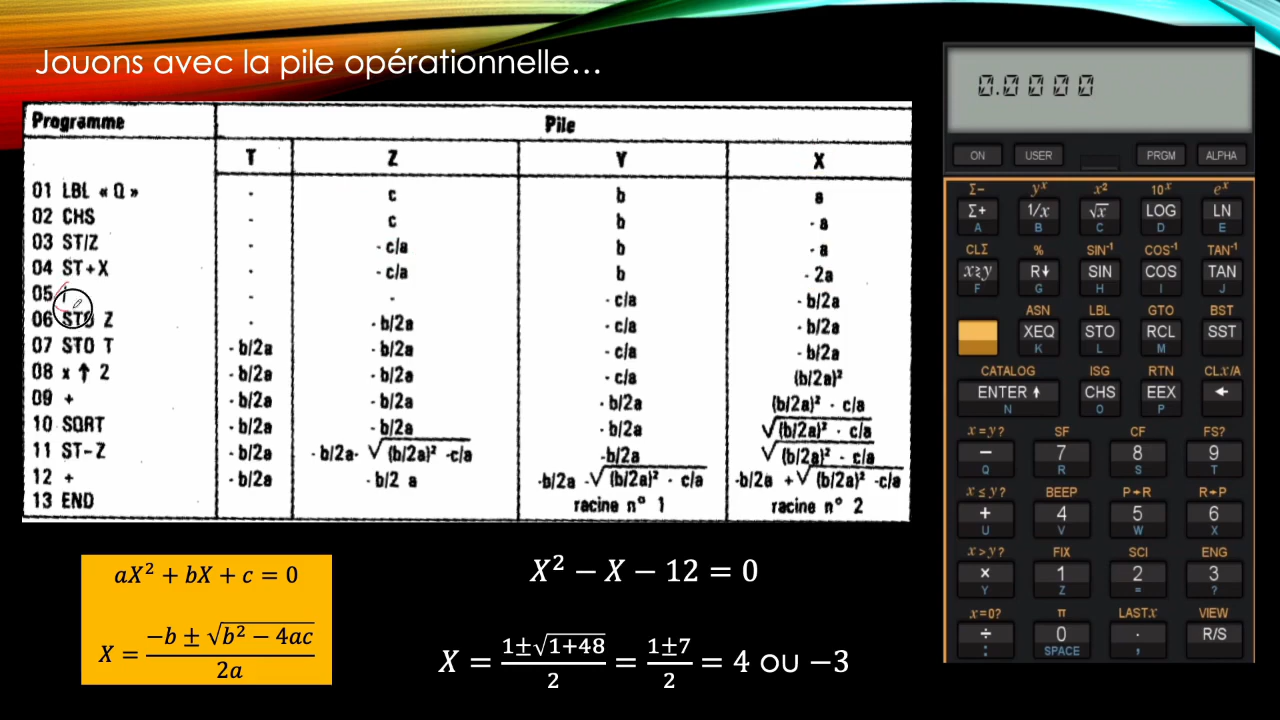 Jouons avec la pile opérationnelle…
Programme Pile
T Z Y X
01 LBL « Q » - c b a
02 CHS - c b - a
03 ST/Z - - c/a b - a
04 ST+X - - c/a b - 2a
05 - - - c/a - b/2a
06 STO Z - - b/2a - c/a - b/2a
07 STO T - b/2a - b/2a - c/a - b/2a
08 x ↑ 2 - b/2a - b/2a - c/a (b/2a)²
09 + - b/2a - b/2a - b/2a (b/2a)² - c/a
10 SQRT - b/2a - b/2a - b/2a √(b/2a)² - c/a
11 ST-Z - b/2a - b/2a- √(b/2a)² -c/a -b/2a √(b/2a)² - c/a
12 + - b/2a - b/2 a -b/2a -√(b/2a)² - c/a -b/2a +√(b/2a)² -c/a
13 END racine n° 1 racine n° 2
aX² + bX + c = 0
X = (-b ± √(b² − 4ac))/2a
X² − X − 12 = 0
X = (1±√(1+48))/2 = (1±7)/2 = 4 ou −3
0.0000
ON USER PRGM ALPHA
Σ− yˣ x² 10ˣ eˣ
Σ+ 1/x √x LOG LN
A B C D E
CLΣ % SIN⁻¹ COS⁻¹ TAN⁻¹
x≷y R↓ SIN COS TAN
F G H I J
ASN LBL GTO BST
XEQ STO RCL SST
K L M
CATALOG ISG RTN CL.x/A
ENTER ↑ CHS EEX ←
N O P
x=y? SF CF FS?
− 7 8 9
Q R S T
x≤y? BEEP P→R R→P
+ 4 5 6
U V W X
x>y? FIX SCI ENG
× 1 2 3
Y Z = ?
x=0? π LAST.x VIEW
÷ 0 . R/S
: SPACE ,